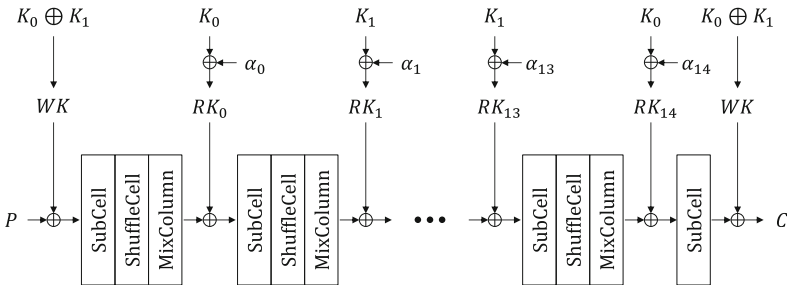 K₀ ⊕ K₁ K₀ K₁ K₁ K₀ K₀ ⊕ K₁
α₀ α₁ α₁₃ α₁₄
WK RK₀ RK₁ RK₁₃ RK₁₄ WK
P SubCell ShuffleCell MixColumn SubCell ShuffleCell MixColumn ••• SubCell ShuffleCell MixColumn SubCell C